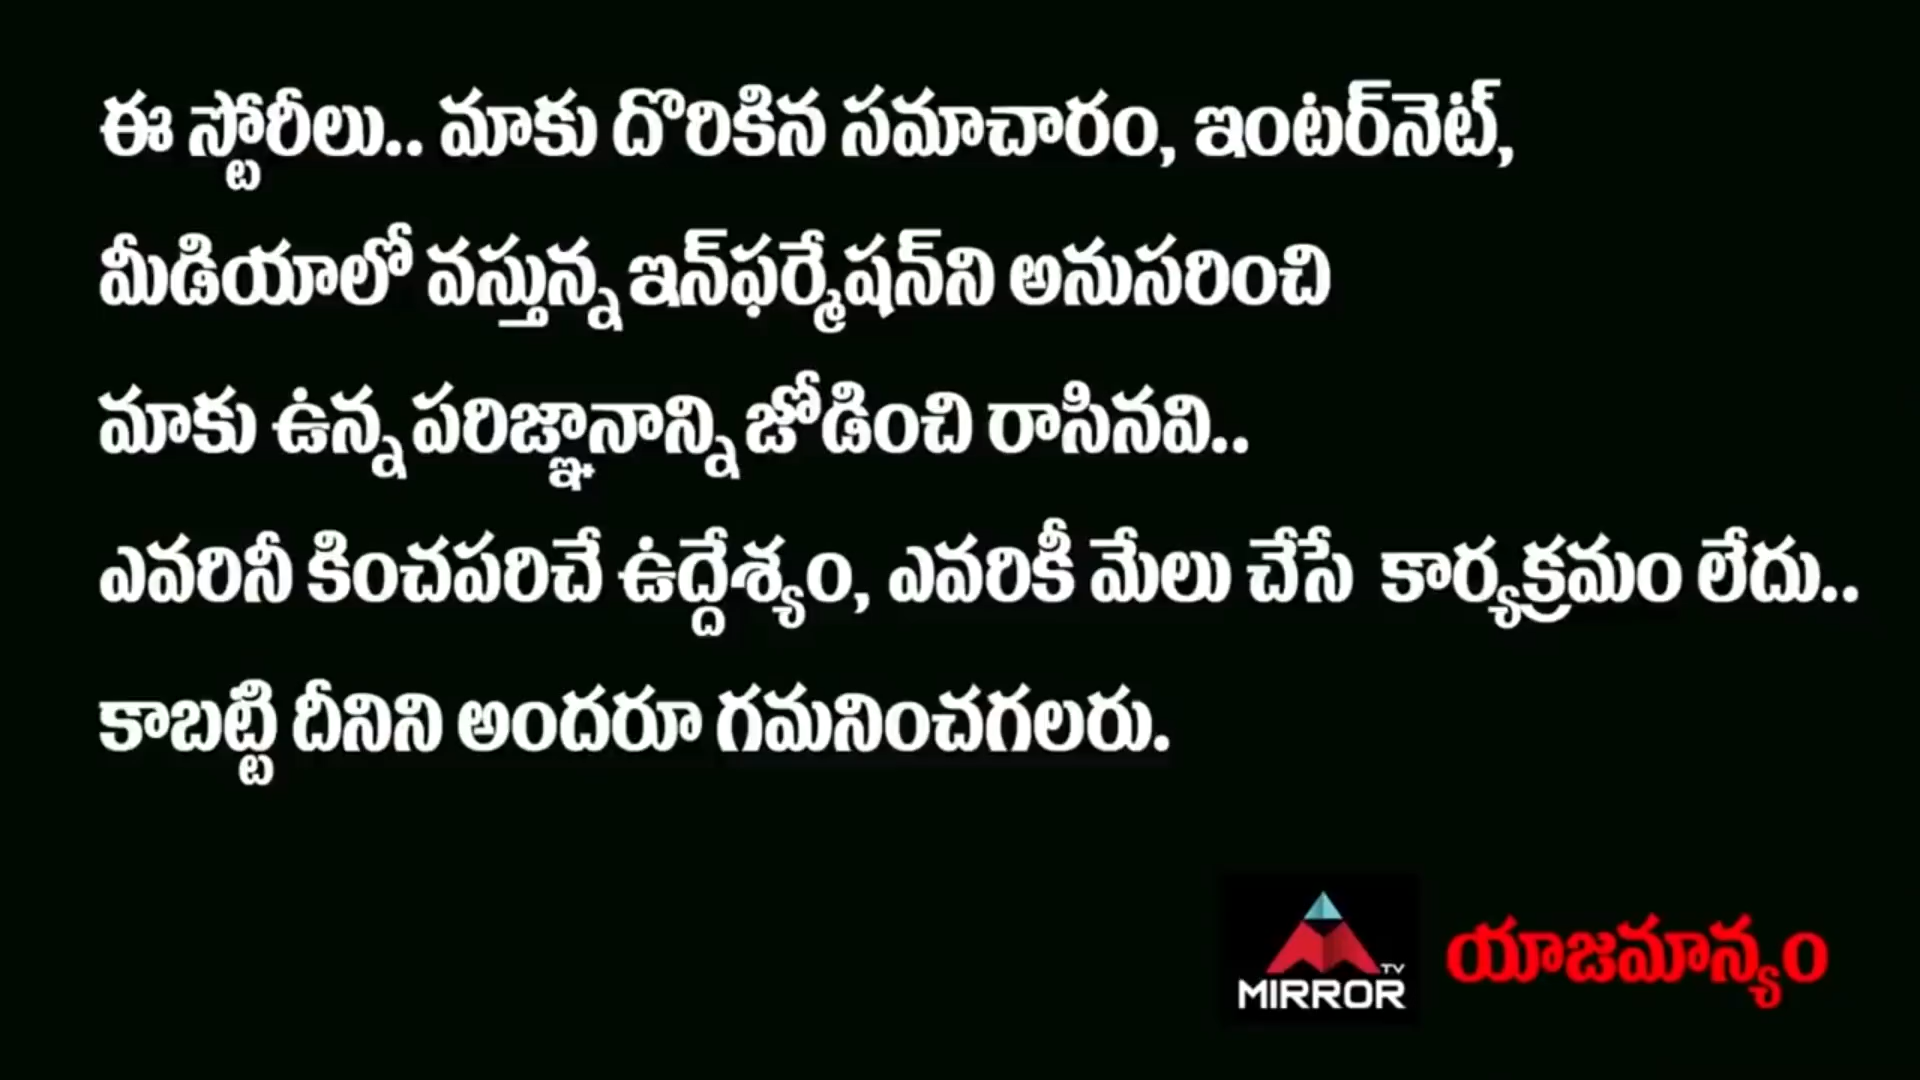 ఈ స్టోరీలు.. మాకు దొరికిన సమాచారం, ఇంటర్‌నెట్,
మీడియాలో వస్తున్న ఇన్‌ఫర్మేషన్‌ని అనుసరించి
మాకు ఉన్న పరిజ్ఞానాన్ని జోడించి రాసినవి..
ఎవరినీ కించపరిచే ఉద్దేశ్యం, ఎవరికీ మేలు చేసే కార్యక్రమం లేదు..
కాబట్టి దీనిని అందరూ గమనించగలరు.
TV
MIRROR
యాజమాన్యం